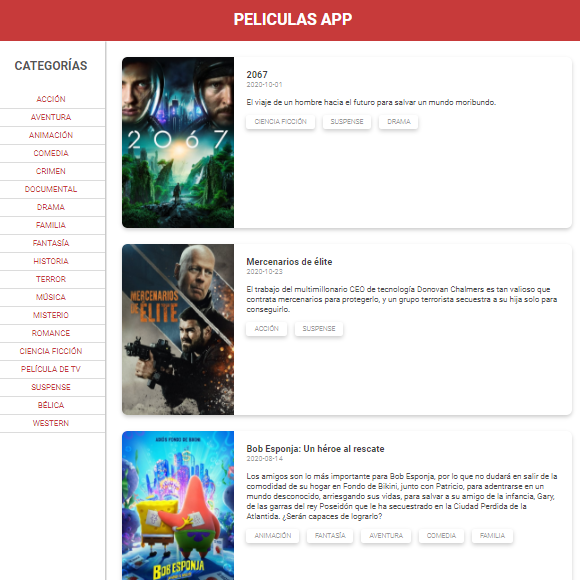 PELICULAS APP
CATEGORÍAS
ACCIÓN
AVENTURA
ANIMACIÓN
COMEDIA
CRIMEN
DOCUMENTAL
DRAMA
FAMILIA
FANTASÍA
HISTORIA
TERROR
MÚSICA
MISTERIO
ROMANCE
CIENCIA FICCIÓN
PELÍCULA DE TV
SUSPENSE
BÉLICA
WESTERN
2067
2067
2020-10-01
El viaje de un hombre hacia el futuro para salvar un mundo moribundo.
CIENCIA FICCIÓN SUSPENSE DRAMA
MERCENARIOS
DE ÉLITE
Mercenarios de élite
2020-10-23
El trabajo del multimillonario CEO de tecnología Donovan Chalmers es tan valioso que
contrata mercenarios para protegerlo, y un grupo terrorista secuestra a su hija solo para
conseguirlo.
ACCIÓN SUSPENSE
ADIÓS FONDO DE BIKINI.
BOB ESPONJA
Bob Esponja: Un héroe al rescate
2020-08-14
Los amigos son lo más importante para Bob Esponja, por lo que no dudará en salir de la
comodidad de su hogar en Fondo de Bikini, junto con Patricio, para adentrarse en un
mundo desconocido, arriesgando sus vidas, para salvar a su amigo de la infancia, Gary,
de las garras del rey Poseidón que le ha secuestrado en la Ciudad Perdida de la
Atlántida. ¿Serán capaces de lograrlo?
ANIMACIÓN FANTASÍA AVENTURA COMEDIA FAMILIA